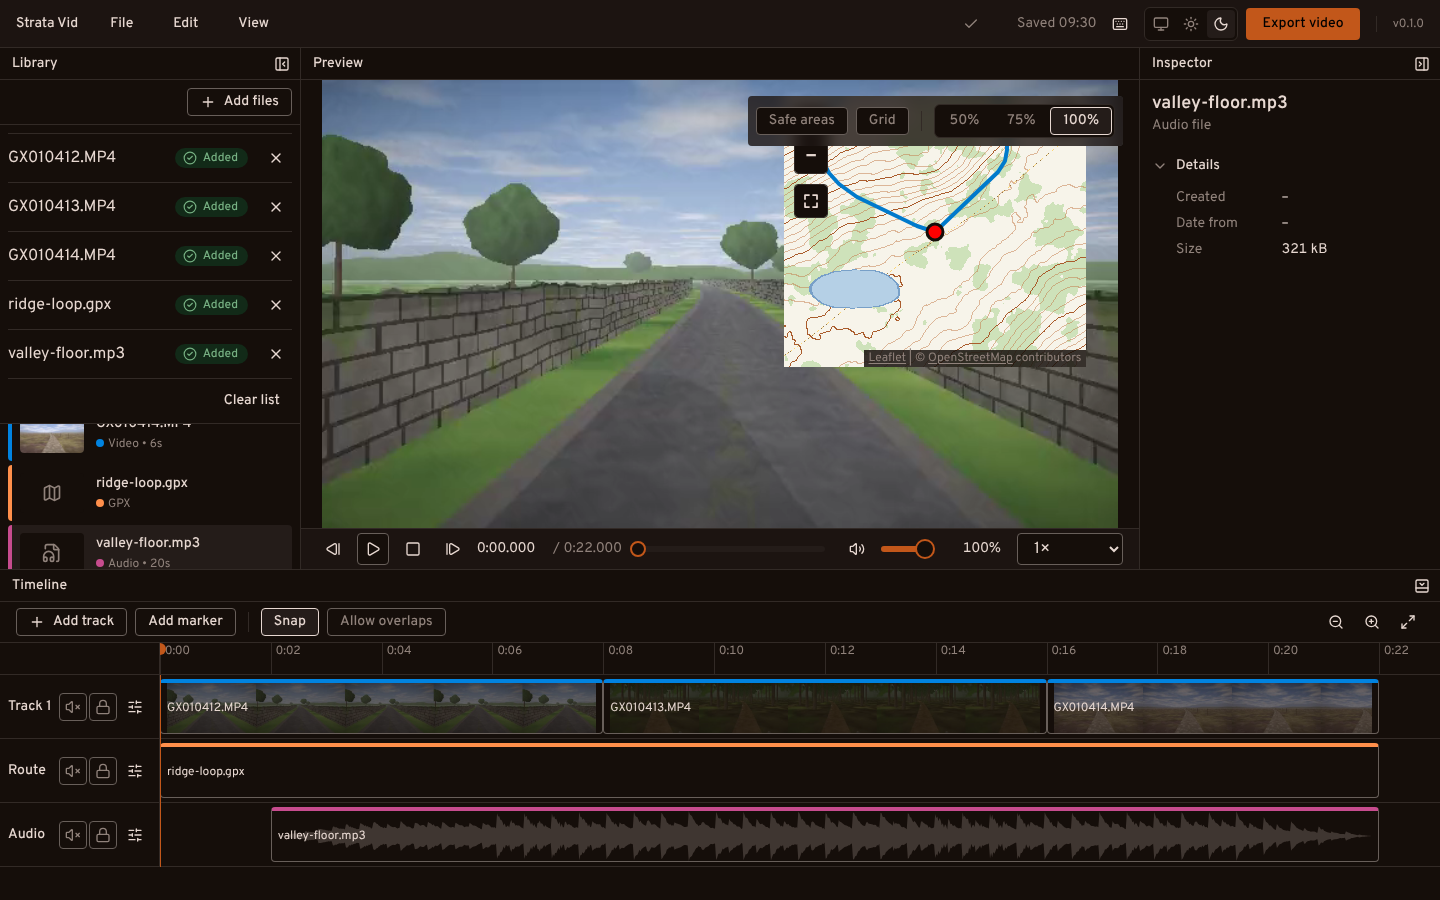 Strata Vid File Edit View Saved 09:30 Export video v0.1.0
Library
Preview
Inspector
Add files
GX010412.MP4 Added
GX010413.MP4 Added
GX010414.MP4 Added
ridge-loop.gpx Added
valley-floor.mp3 Added
Clear list
GX010414.MP4
Video • 6s
ridge-loop.gpx
GPX
valley-floor.mp3
Audio • 20s
Safe areas Grid 50% 75% 100%
Leaflet | © OpenStreetMap contributors
0:00.000 / 0:22.000 100% 1×
valley-floor.mp3
Audio file
Details
Created –
Date from –
Size 321 kB
Timeline
Add track Add marker Snap Allow overlaps
0:00 0:02 0:04 0:06 0:08 0:10 0:12 0:14 0:16 0:18 0:20 0:22
Track 1 GX010412.MP4 GX010413.MP4 GX010414.MP4
Route ridge-loop.gpx
Audio valley-floor.mp3